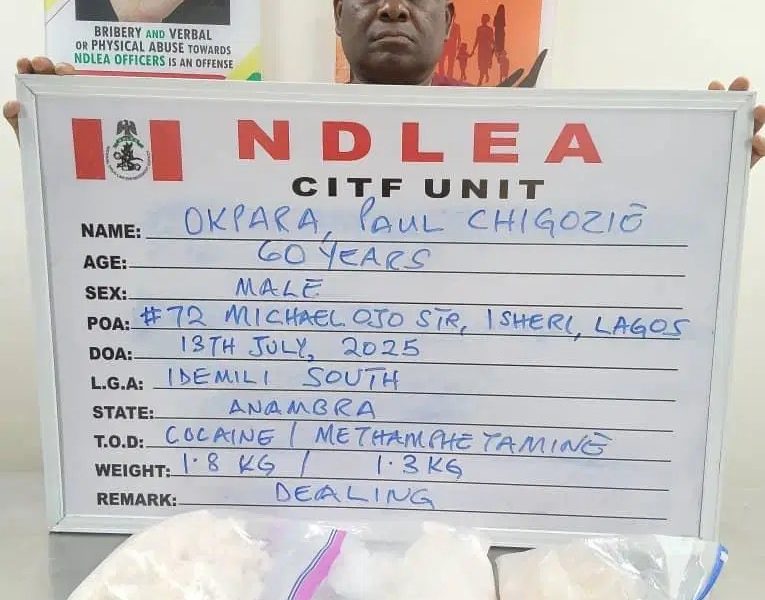 BRIBERY AND VERBAL
OR PHYSICAL ABUSE TOWARDS
NDLEA OFFICERS IS AN OFFENSE
NDLEA
CITF UNIT
NAME: OKPARA, PAUL CHIGOZIE
AGE: 60 YEARS
SEX: MALE
POA: #72 MICHAEL OJO STR, ISHERI, LAGOS
DOA: 13TH JULY, 2025
L.G.A: IDEMILI SOUTH
STATE: ANAMBRA
T.O.D: COCAINE / METHAMPHETAMINE
WEIGHT: 1.8 KG / 1.3 KG
REMARK: DEALING